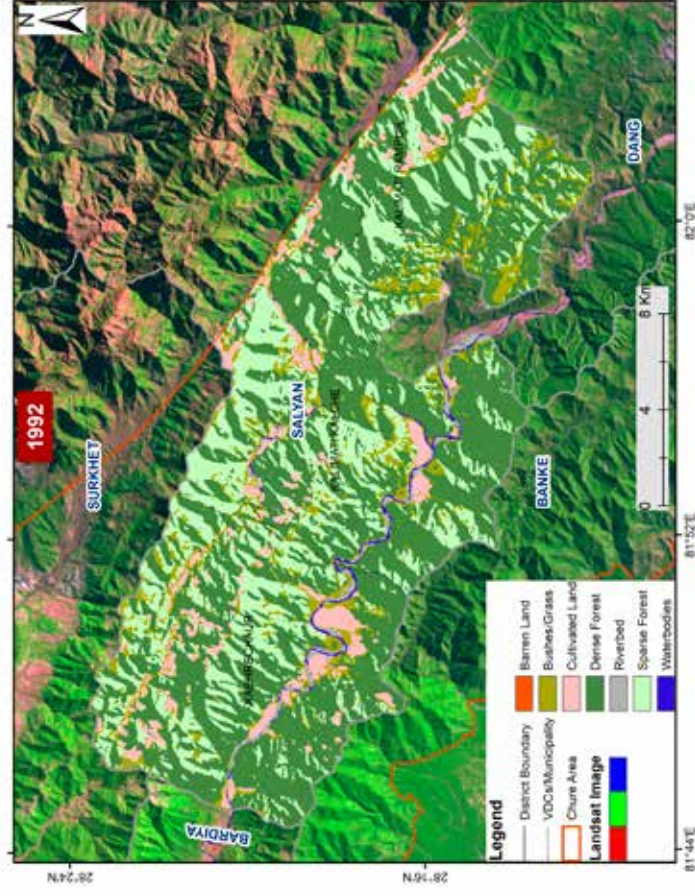 N
1992
SURKHET
SALYAN
DANG
BANKE
BARDIYA
28°24'N
28°16'N
81°44'E
81°52'E
82°0'E
0 4 8 Km
Legend
District Boundary
VDCs/Municipality
Chure Area
Landsat Image
Barren Land
Bushes/Grass
Cultivated Land
Dense Forest
Riverbed
Sparse Forest
Waterbodies